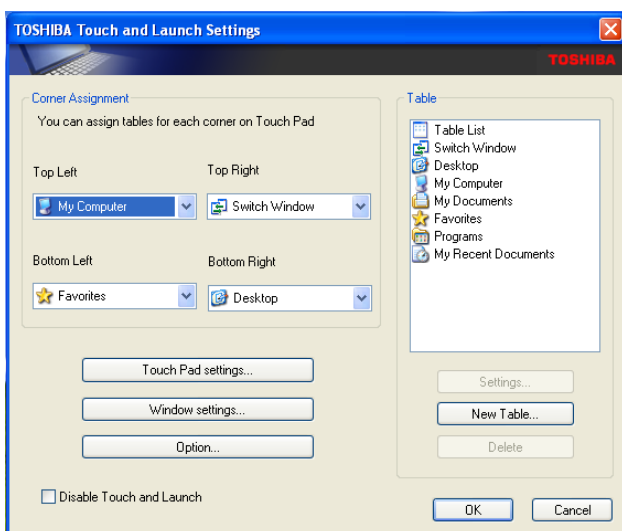 TOSHIBA Touch and Launch Settings
TOSHIBA
Corner Assignment
You can assign tables for each corner on Touch Pad
Top Left
Top Right
My Computer
Switch Window
Bottom Left
Bottom Right
Favorites
Desktop
Touch Pad settings...
Window settings...
Option...
Disable Touch and Launch
Table
Table List
Switch Window
Desktop
My Computer
My Documents
Favorites
Programs
My Recent Documents
Settings...
New Table...
Delete
OK
Cancel